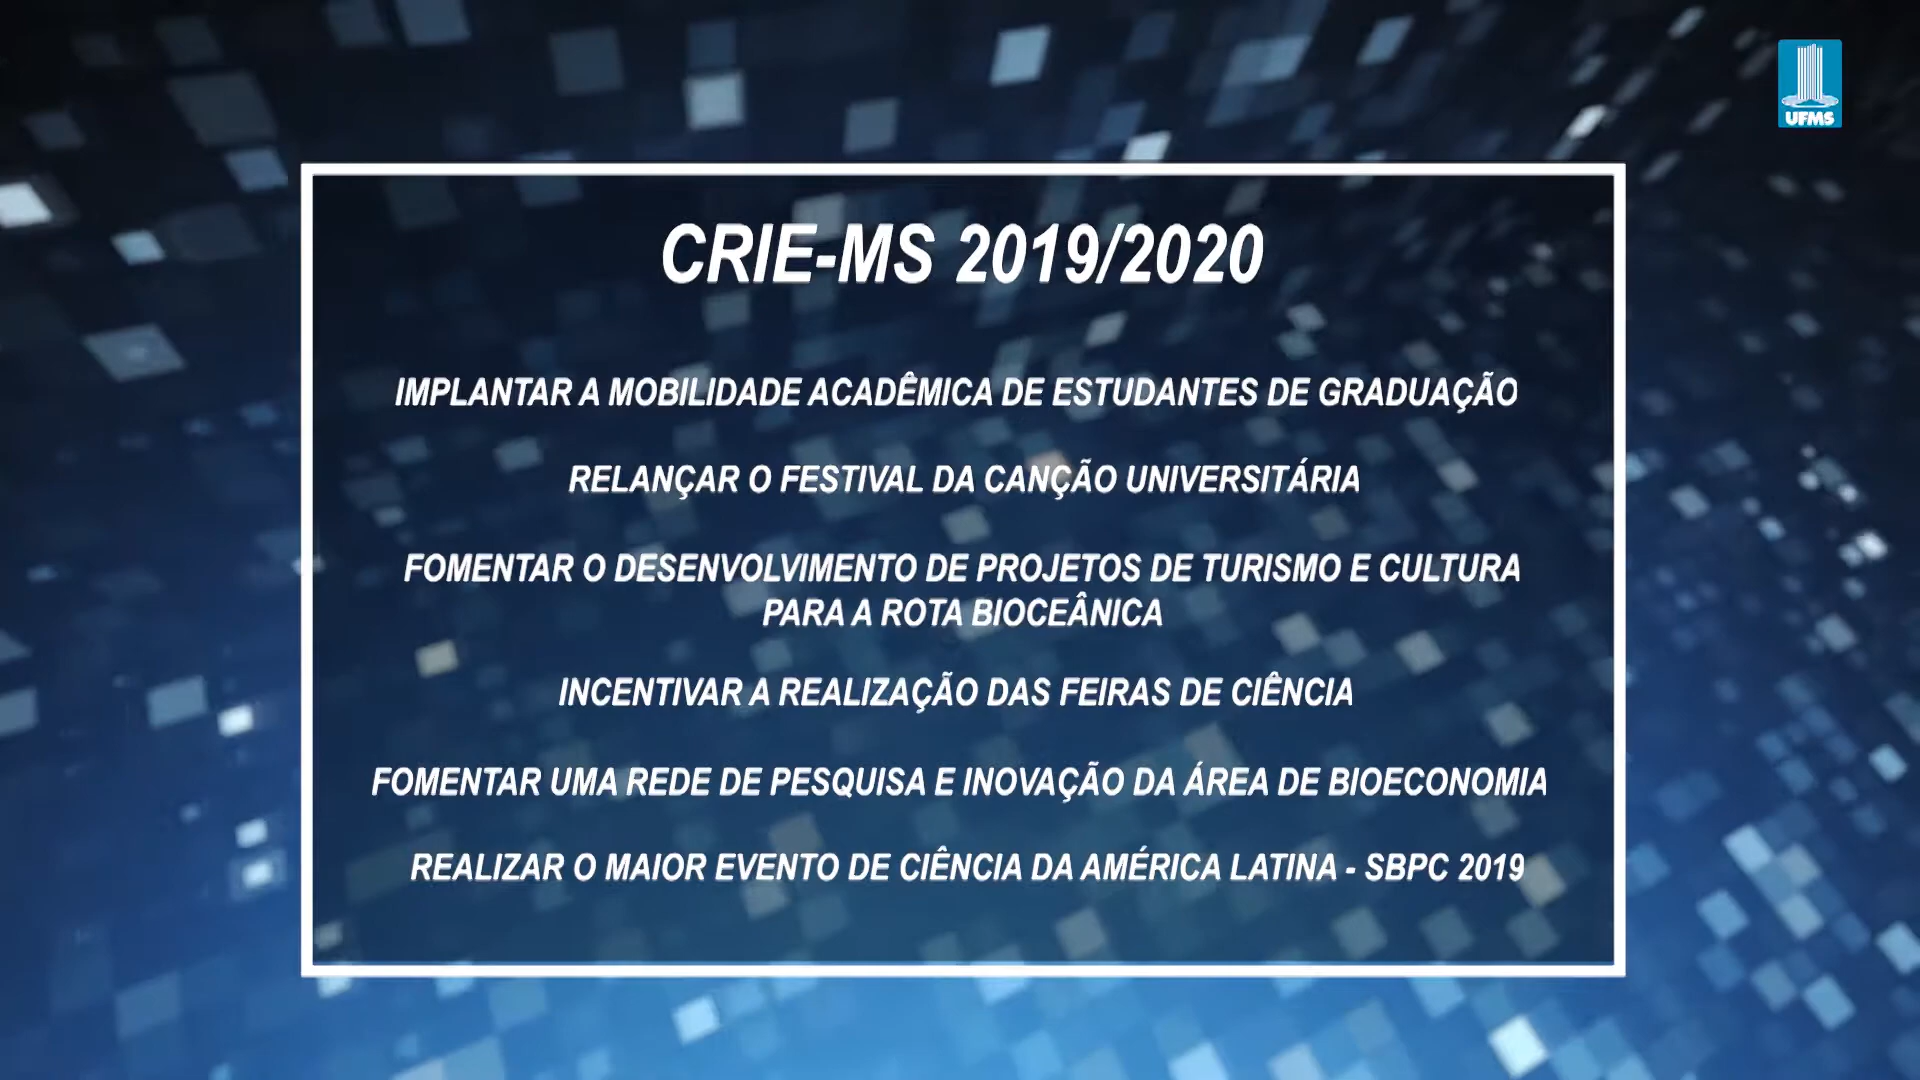 UFMS
CRIE-MS 2019/2020
IMPLANTAR A MOBILIDADE ACADÊMICA DE ESTUDANTES DE GRADUAÇÃO
RELANÇAR O FESTIVAL DA CANÇÃO UNIVERSITÁRIA
FOMENTAR O DESENVOLVIMENTO DE PROJETOS DE TURISMO E CULTURA
PARA A ROTA BIOCEÂNICA
INCENTIVAR A REALIZAÇÃO DAS FEIRAS DE CIÊNCIA
FOMENTAR UMA REDE DE PESQUISA E INOVAÇÃO DA ÁREA DE BIOECONOMIA
REALIZAR O MAIOR EVENTO DE CIÊNCIA DA AMÉRICA LATINA - SBPC 2019